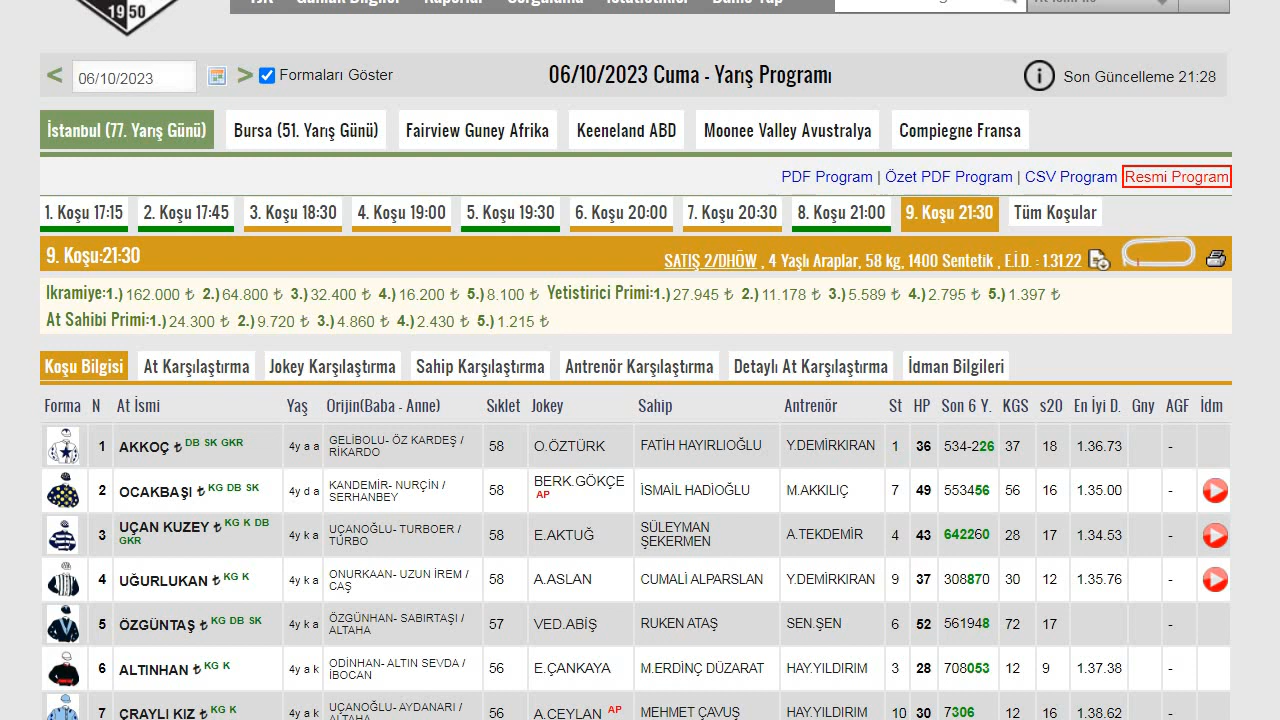 1950
06/10/2023
Formaları Göster
06/10/2023 Cuma - Yarış Programı
Son Güncelleme 21:28
İstanbul (77. Yarış Günü) Bursa (51. Yarış Günü) Fairview Guney Afrika Keeneland ABD Moonee Valley Avustralya Compiegne Fransa
PDF Program | Özet PDF Program | CSV Program Resmi Program
1. Koşu 17:15 2. Koşu 17:45 3. Koşu 18:30 4. Koşu 19:00 5. Koşu 19:30 6. Koşu 20:00 7. Koşu 20:30 8. Koşu 21:00 9. Koşu 21:30 Tüm Koşular
9. Koşu:21:30 SATIŞ 2/DHÖW , 4 Yaşlı Araplar, 58 kg, 1400 Sentetik , E.İ.D. : 1.31.22
Ikramiye:1.) 162.000 ₺ 2.) 64.800 ₺ 3.) 32.400 ₺ 4.) 16.200 ₺ 5.) 8.100 ₺ Yetistirici Primi:1.) 27.945 ₺ 2.) 11.178 ₺ 3.) 5.589 ₺ 4.) 2.795 ₺ 5.) 1.397 ₺
At Sahibi Primi:1.) 24.300 ₺ 2.) 9.720 ₺ 3.) 4.860 ₺ 4.) 2.430 ₺ 5.) 1.215 ₺
Koşu Bilgisi At Karşılaştırma Jokey Karşılaştırma Sahip Karşılaştırma Antrenör Karşılaştırma Detaylı At Karşılaştırma İdman Bilgileri
Forma N At İsmi Yaş Orijin(Baba - Anne) Sıklet Jokey Sahip Antrenör St HP Son 6 Y. KGS s20 En İyi D. Gny AGF İdm
1 AKKOÇ ₺ DB SK GKR 4y a a GELİBOLU- ÖZ KARDEŞ / RİKARDO 58 O.ÖZTÜRK FATİH HAYIRLIOĞLU Y.DEMİRKIRAN 1 36 534-226 37 18 1.36.73 -
2 OCAKBAŞI ₺ KG DB SK 4y d a KANDEMİR- NURÇİN / SERHANBEY 58 BERK.GÖKÇE AP İSMAİL HADİOĞLU M.AKKILIÇ 7 49 553456 56 16 1.35.00 -
3 UÇAN KUZEY ₺ KG K DB GKR 4y k a UÇANOĞLU- TURBOER / TURBO 58 E.AKTUĞ SÜLEYMAN ŞEKERMEN A.TEKDEMİR 4 43 642260 28 17 1.34.53 -
4 UĞURLUKAN ₺ KG K 4y k a ONURKAAN- UZUN İREM / CAŞ 58 A.ASLAN CUMALİ ALPARSLAN Y.DEMİRKIRAN 9 37 308870 30 12 1.35.76 -
5 ÖZGÜNTAŞ ₺ KG DB SK 4y k a ÖZGÜNHAN- SABIRTAŞI / ALTAHA 57 VED.ABİŞ RUKEN ATAŞ SEN.ŞEN 6 52 561948 72 17 -
6 ALTINHAN ₺ KG K 4y a k ODİNHAN- ALTIN SEVDA / İBOCAN 56 E.ÇANKAYA M.ERDİNÇ DÜZARAT HAY.YILDIRIM 3 28 708053 12 9 1.37.38 -
7 ÇRAYLI KIZ ₺ KG K 4y a k UÇANOĞLU- AYDANARI / ALTAHA 56 A.CEYLAN AP MEHMET ÇAVUŞ HAY.YILDIRIM 10 30 7306 12 16 1.38.62 -